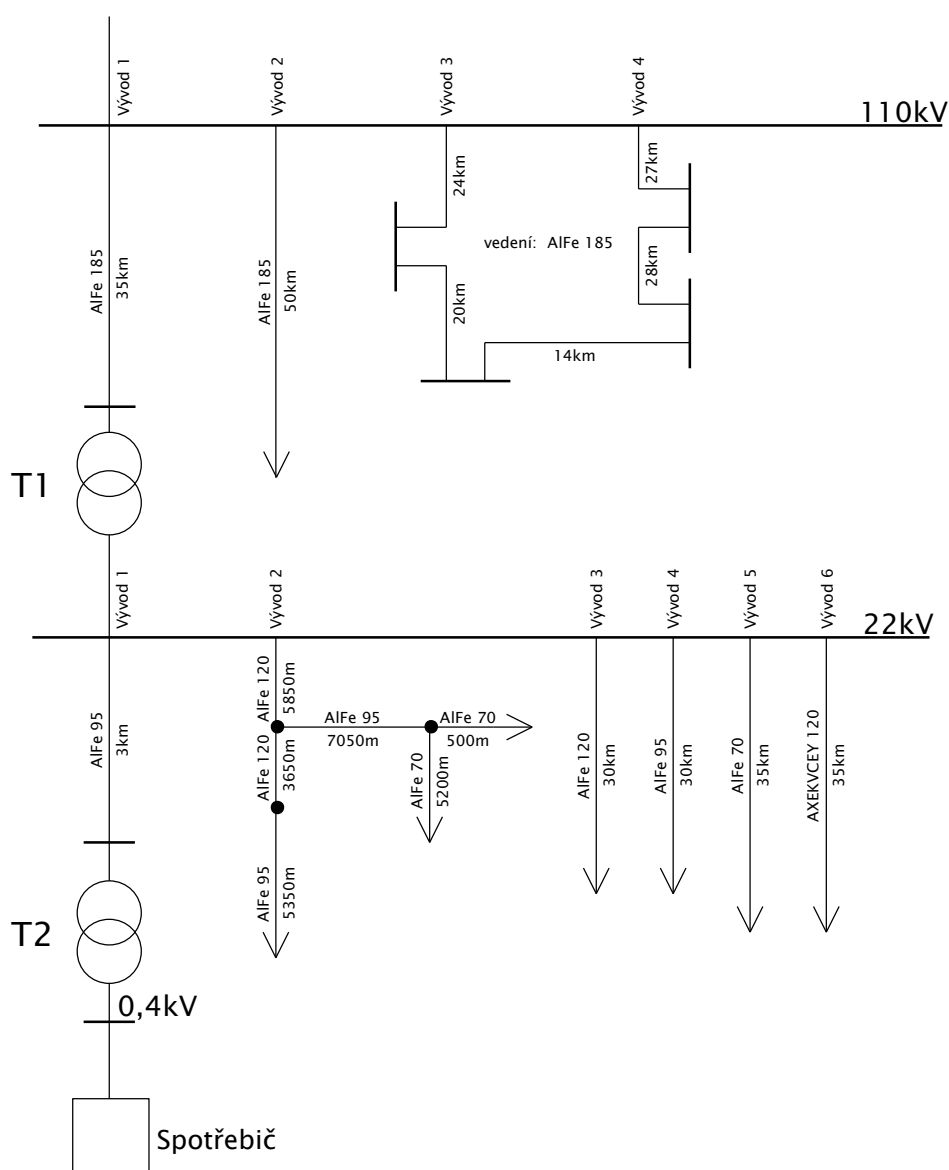 Vývod 1
Vývod 2
Vývod 3
Vývod 4
110kV
AlFe 185
35km
AlFe 185
50km
24km
20km
vedení: AlFe 185
27km
28km
14km
T1
Vývod 1
Vývod 2
Vývod 3
Vývod 4
Vývod 5
Vývod 6
22kV
AlFe 95
3km
AlFe 120
5850m
AlFe 120
3650m
AlFe 95
5350m
AlFe 95
7050m
AlFe 70
500m
AlFe 70
5200m
AlFe 120
30km
AlFe 95
30km
AlFe 70
35km
AXEKVCEY 120
35km
T2
0,4kV
Spotřebič